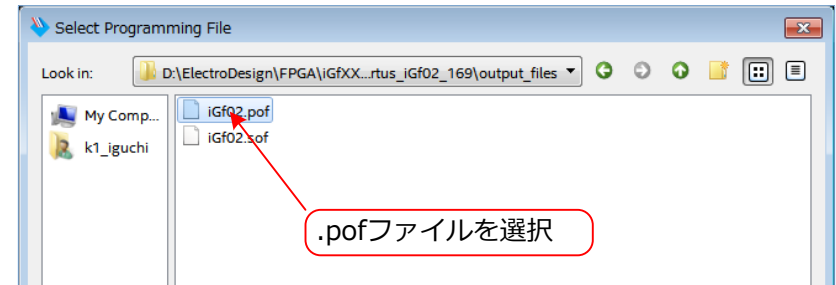 Select Programming File
Look in: D:\ElectroDesign\FPGA\iGfXX...rtus_iGf02_169\output_files
My Comp...
k1_iguchi
iGf02.pof
iGf02.sof
.pofファイルを選択